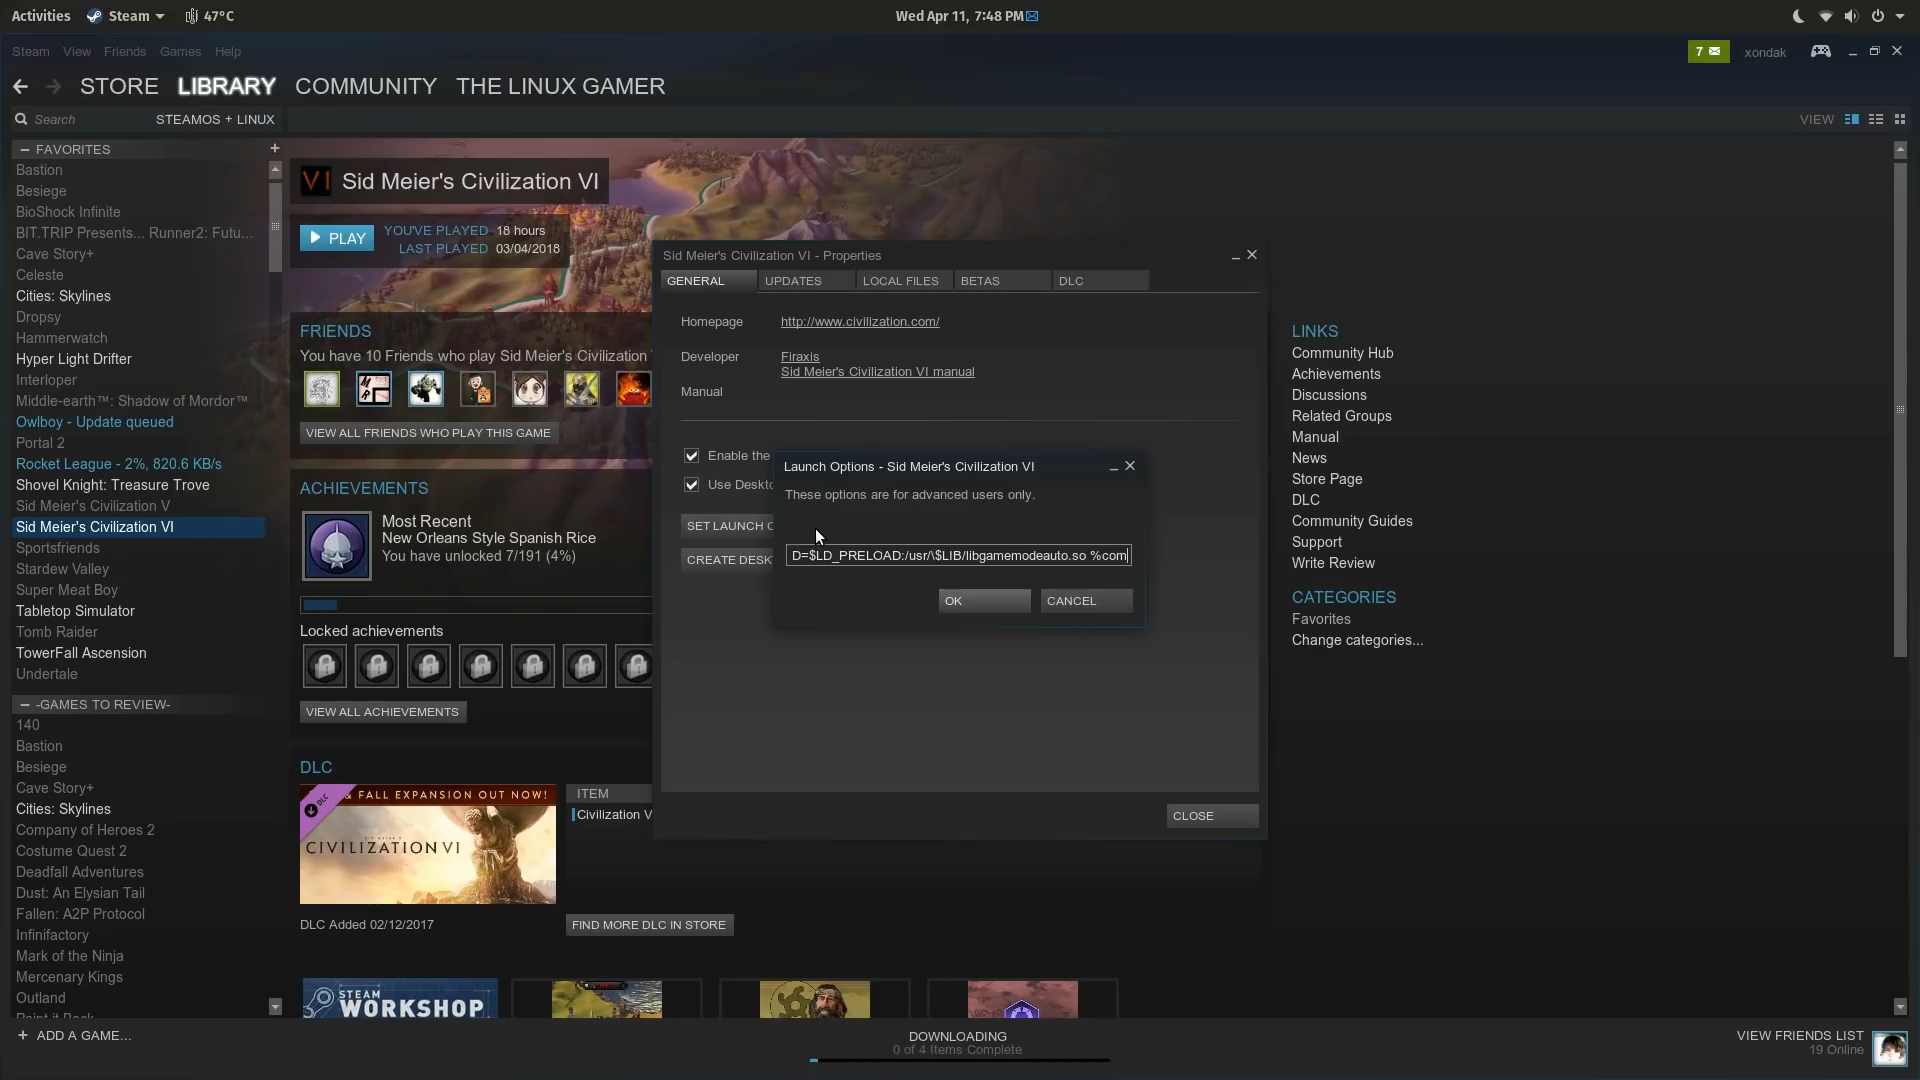 Activities Steam 47°C Wed Apr 11, 7:48 PM
Steam View Friends Games Help 7 xondak
STORE LIBRARY COMMUNITY THE LINUX GAMER
Search STEAMOS + LINUX VIEW
FAVORITES +
Bastion
Besiege
BioShock Infinite
BIT.TRIP Presents... Runner2: Futu...
Cave Story+
Celeste
Cities: Skylines
Dropsy
Hammerwatch
Hyper Light Drifter
Interloper
Middle-earth™: Shadow of Mordor™
Owlboy - Update queued
Portal 2
Rocket League - 2%, 820.6 KB/s
Shovel Knight: Treasure Trove
Sid Meier's Civilization V
Sid Meier's Civilization VI
Sportsfriends
Stardew Valley
Super Meat Boy
Tabletop Simulator
Tomb Raider
TowerFall Ascension
Undertale
-GAMES TO REVIEW-
140
Bastion
Besiege
Cave Story+
Cities: Skylines
Company of Heroes 2
Costume Quest 2
Deadfall Adventures
Dust: An Elysian Tail
Fallen: A2P Protocol
Infinifactory
Mark of the Ninja
Mercenary Kings
Outland
+ ADD A GAME...
VI Sid Meier's Civilization VI
PLAY
YOU'VE PLAYED 18 hours
LAST PLAYED 03/04/2018
FRIENDS
You have 10 Friends who play Sid Meier's Civilization
VIEW ALL FRIENDS WHO PLAY THIS GAME
ACHIEVEMENTS
Most Recent
New Orleans Style Spanish Rice
You have unlocked 7/191 (4%)
Locked achievements
VIEW ALL ACHIEVEMENTS
DLC
DLC
& FALL EXPANSION OUT NOW!
SID MEIER'S
CIVILIZATION VI
ITEM
Civilization V
DLC Added 02/12/2017
FIND MORE DLC IN STORE
STEAM
WORKSHOP
Sid Meier's Civilization VI - Properties
GENERAL UPDATES LOCAL FILES BETAS DLC
Homepage http://www.civilization.com/
Developer Firaxis
Sid Meier's Civilization VI manual
Manual
Enable the
Use Deskto
SET LAUNCH O
CREATE DESK
CLOSE
Launch Options - Sid Meier's Civilization VI
These options are for advanced users only.
D=$LD_PRELOAD:/usr/\$LIB/libgamemodeauto.so %com
OK CANCEL
LINKS
Community Hub
Achievements
Discussions
Related Groups
Manual
News
Store Page
DLC
Community Guides
Support
Write Review
CATEGORIES
Favorites
Change categories...
DOWNLOADING
0 of 4 Items Complete
VIEW FRIENDS LIST
19 Online